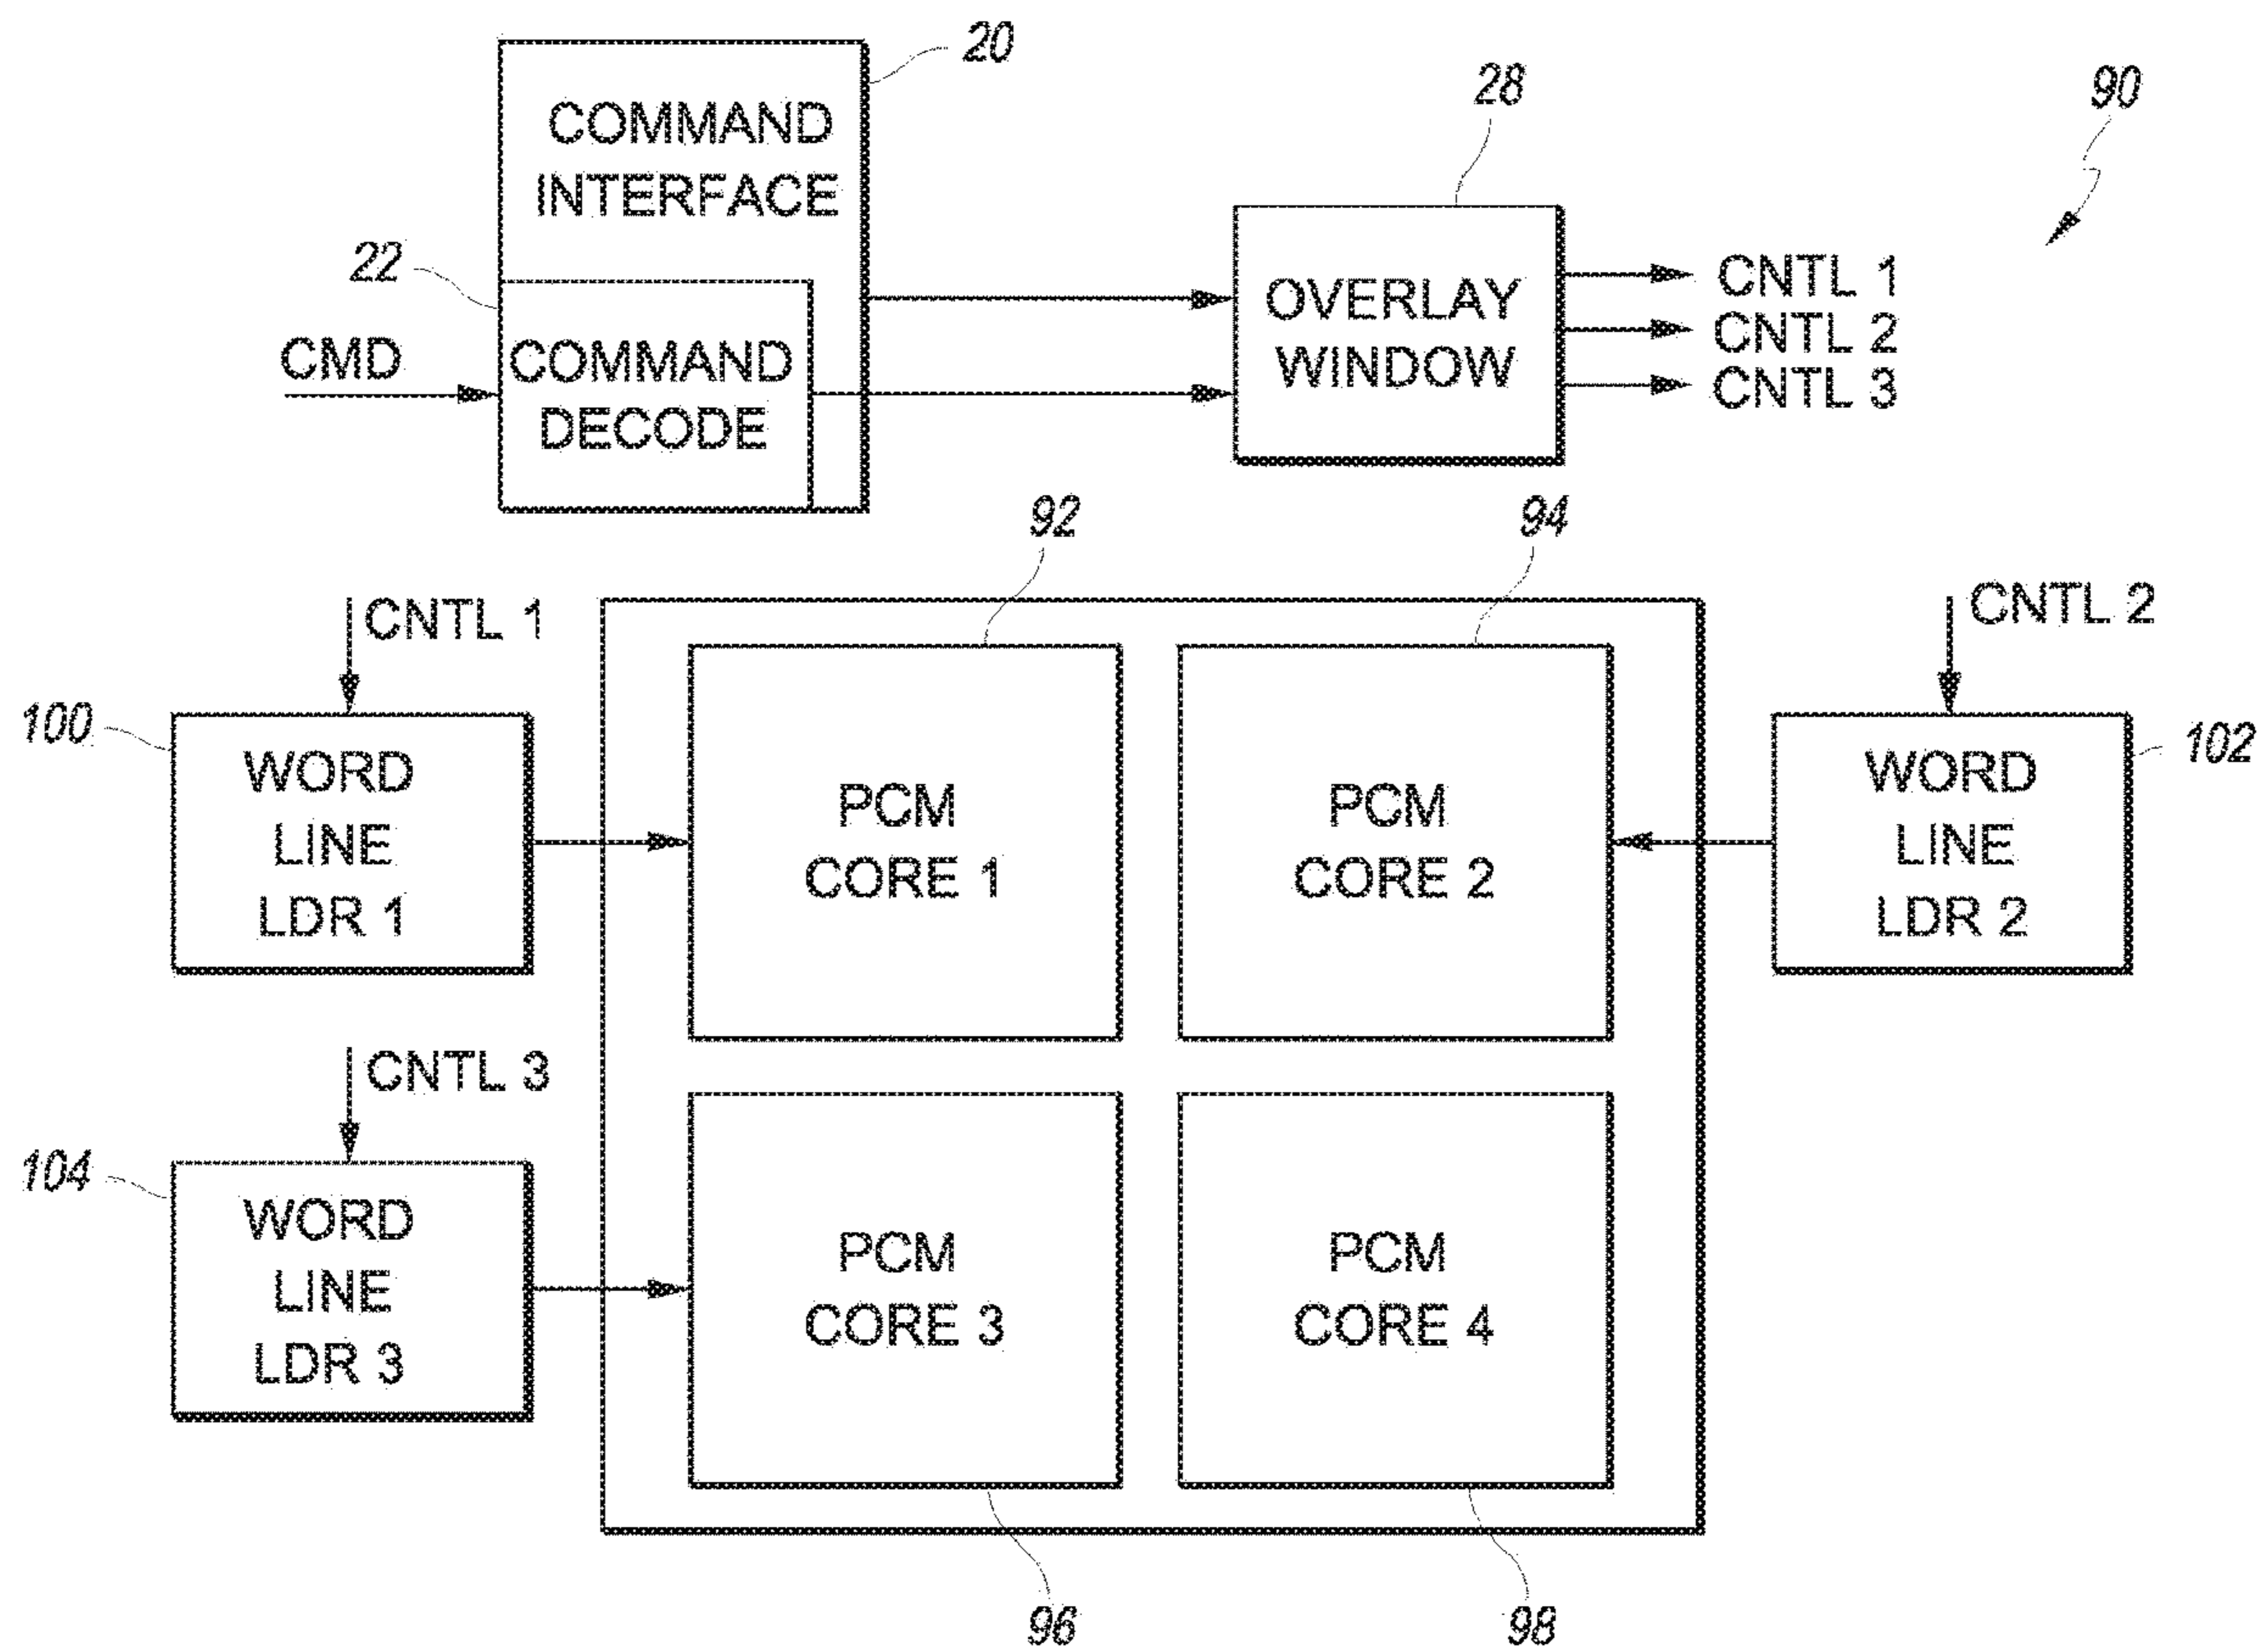 20
COMMAND
INTERFACE
28
90
22
CMD
COMMAND
DECODE
OVERLAY
WINDOW
CNTL 1
CNTL 2
CNTL 3
92
94
CNTL 1
CNTL 2
100
WORD
LINE
LDR 1
PCM
CORE 1
PCM
CORE 2
102
WORD
LINE
LDR 2
CNTL 3
104
WORD
LINE
LDR 3
PCM
CORE 3
PCM
CORE 4
96
98